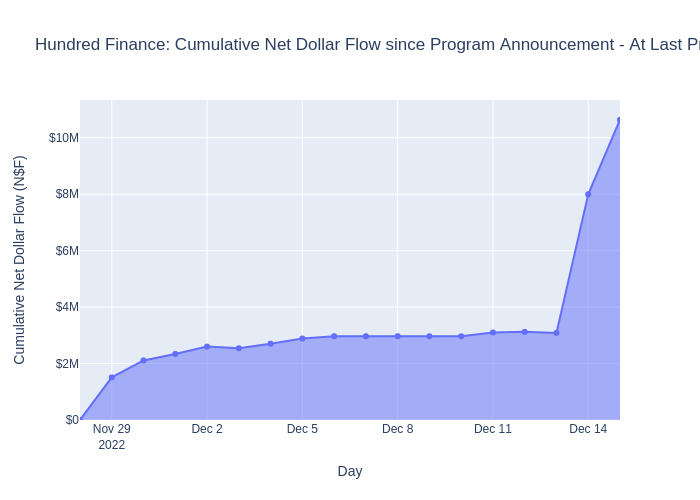 Hundred Finance: Cumulative Net Dollar Flow since Program Announcement - At Last
Cumulative Net Dollar Flow (N$F)
$10M
$8M
$6M
$4M
$2M
$0
Nov 29 Dec 2 Dec 5 Dec 8 Dec 11 Dec 14
2022
Day